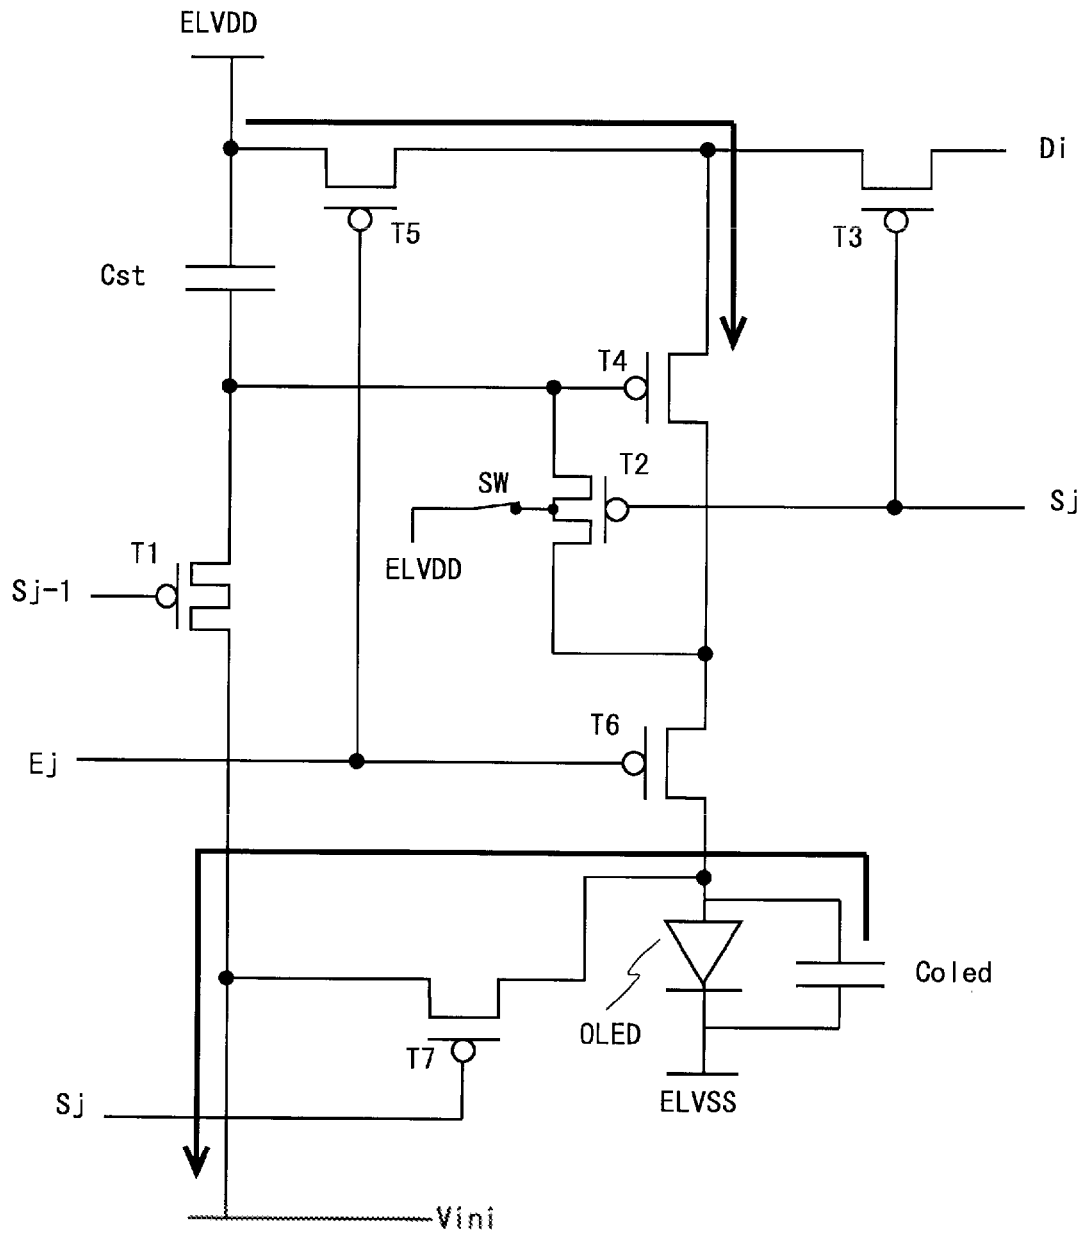 ELVDD
Di
T5
T3
Cst
T4
T2
SW
Sj
ELVDD
T1
Sj-1
T6
Ej
Coled
OLED
T7
Sj
ELVSS
Vini